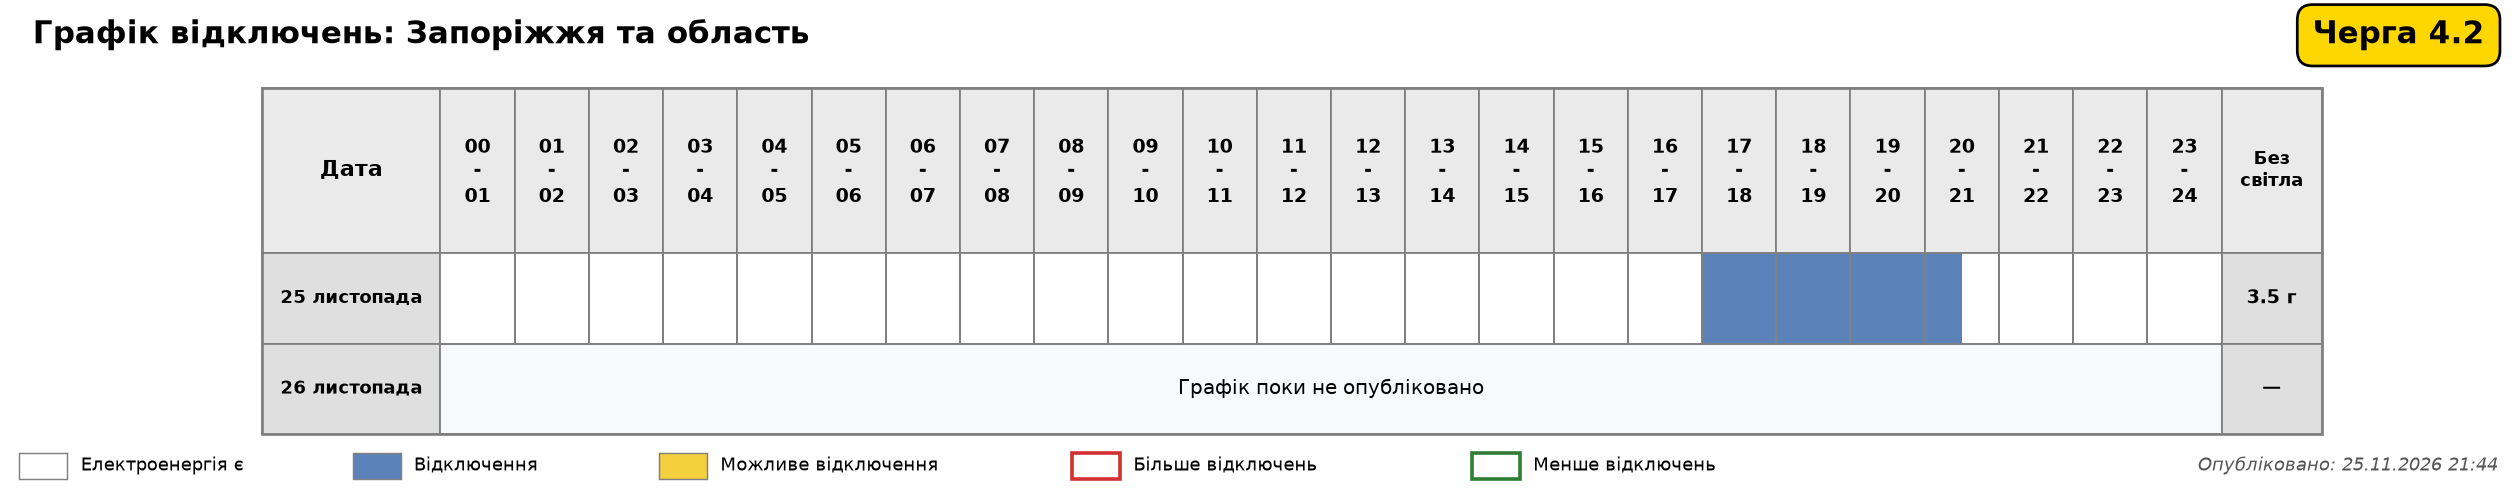 Графік відключень: Запоріжжя та область
Черга 4.2
Дата
00 - 01
01 - 02
02 - 03
03 - 04
04 - 05
05 - 06
06 - 07
07 - 08
08 - 09
09 - 10
10 - 11
11 - 12
12 - 13
13 - 14
14 - 15
15 - 16
16 - 17
17 - 18
18 - 19
19 - 20
20 - 21
21 - 22
22 - 23
23 - 24
Без
світла
25 листопада
3.5 г
26 листопада
Графік поки не опубліковано
—
Електроенергія є
Відключення
Можливе відключення
Більше відключень
Менше відключень
Опубліковано: 25.11.2026 21:44